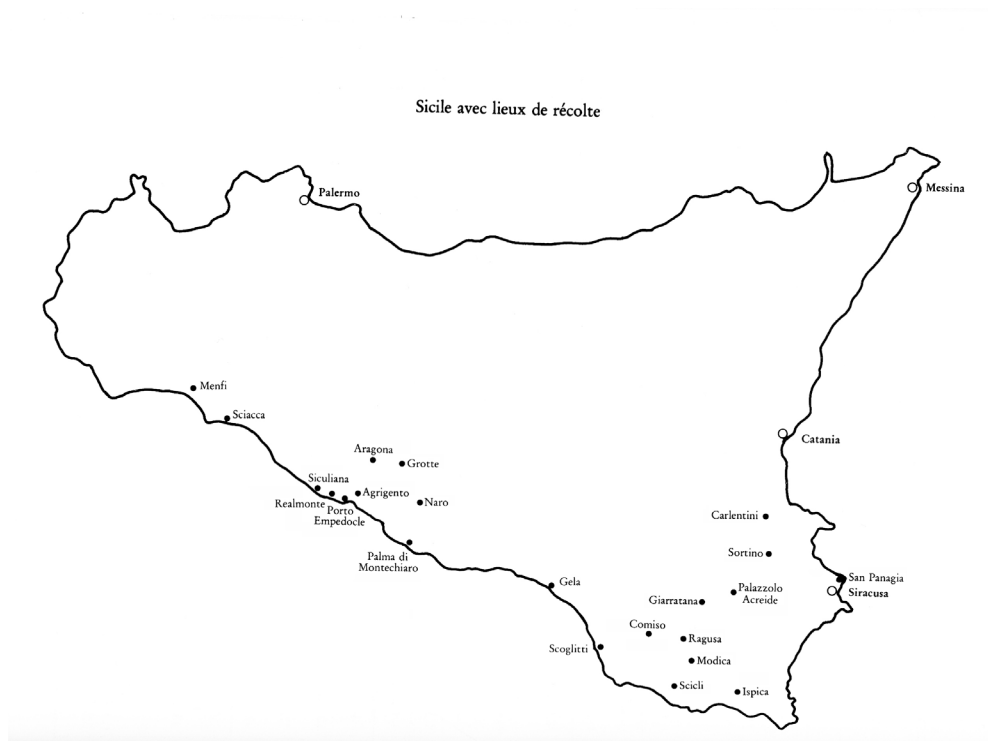 Sicile avec lieux de récolte
Palermo
Messina
Menfi
Sciacca
Catania
Aragona
Grotte
Siculiana
Agrigento
Realmonte
Porto
Empedocle
Naro
Carlentini
Palma di
Montechiaro
Sortino
Gela
San Panagia
Siracusa
Palazzolo
Acreide
Giarratana
Comiso
Ragusa
Scoglitti
Modica
Scicli
Ispica